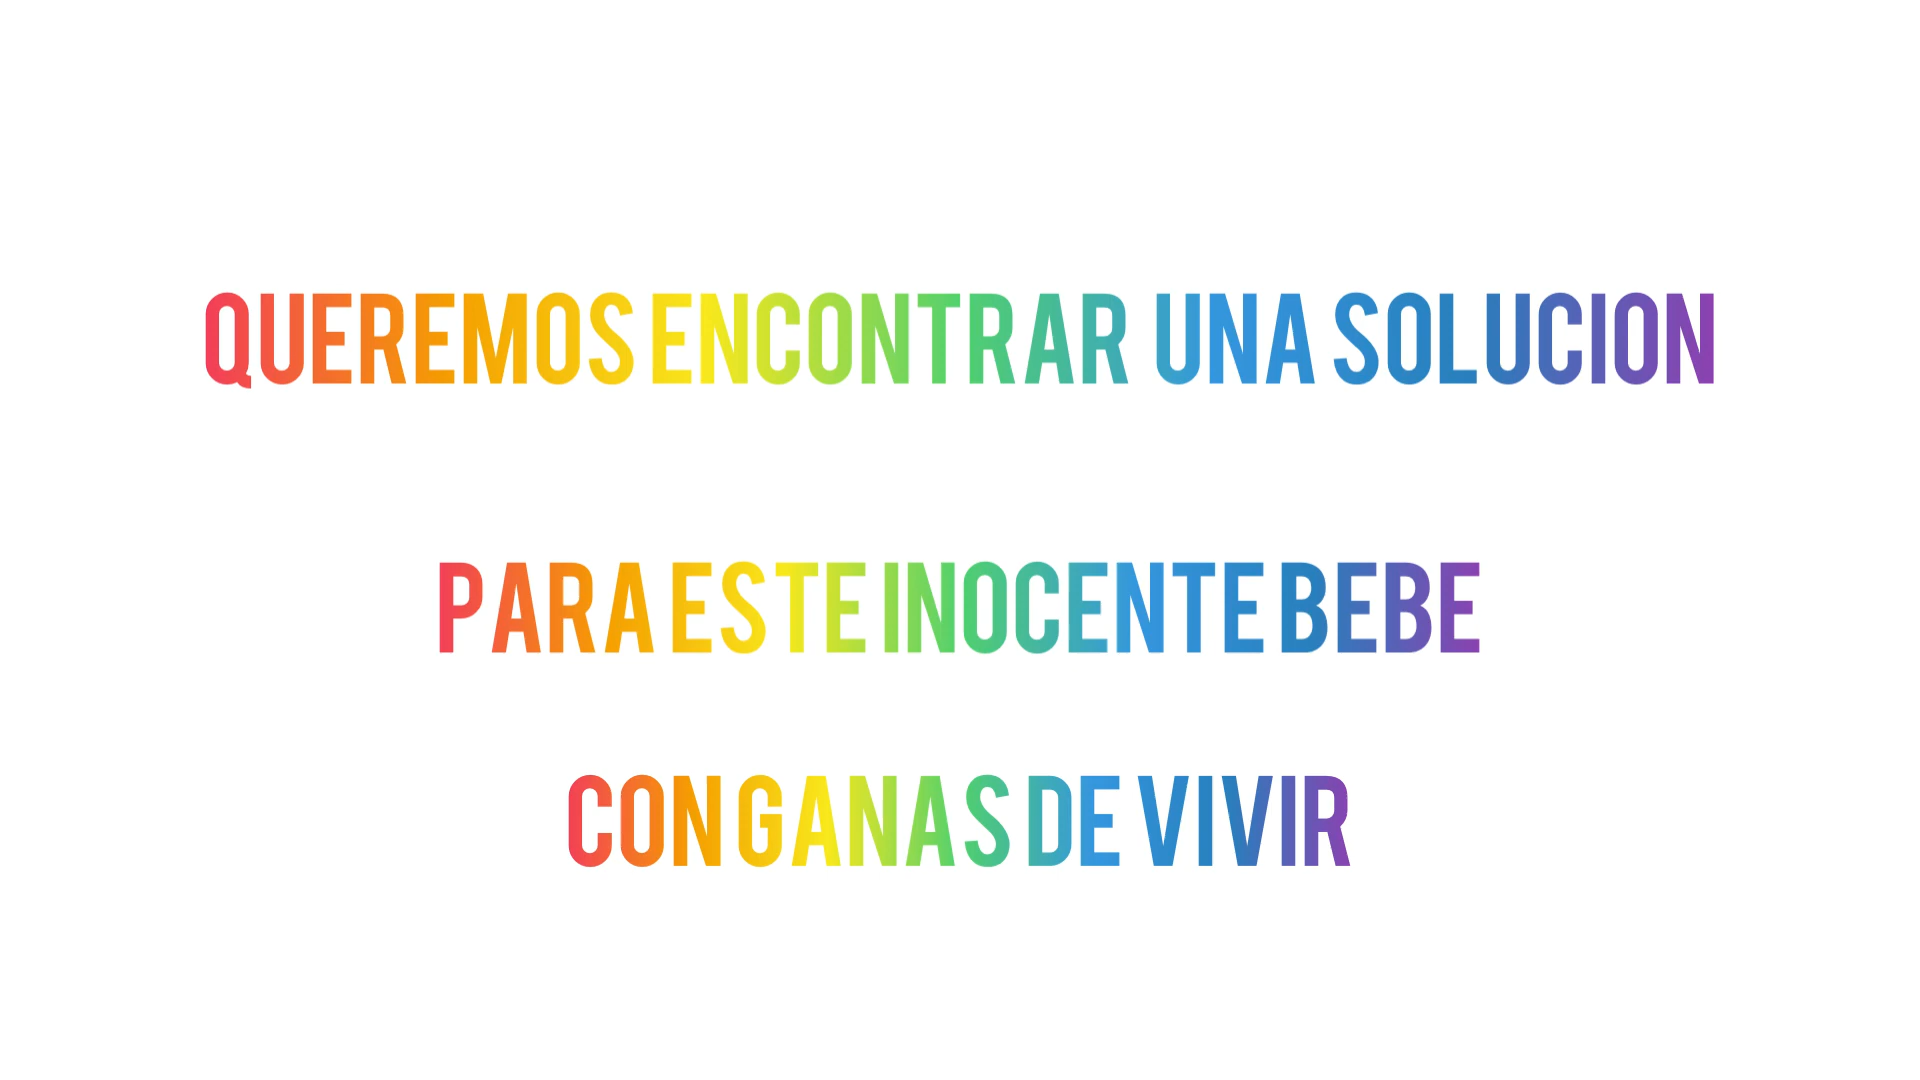 QUEREMOS ENCONTRAR UNA SOLUCION
PARA ESTE INOCENTE BEBE
CON GANAS DE VIVIR